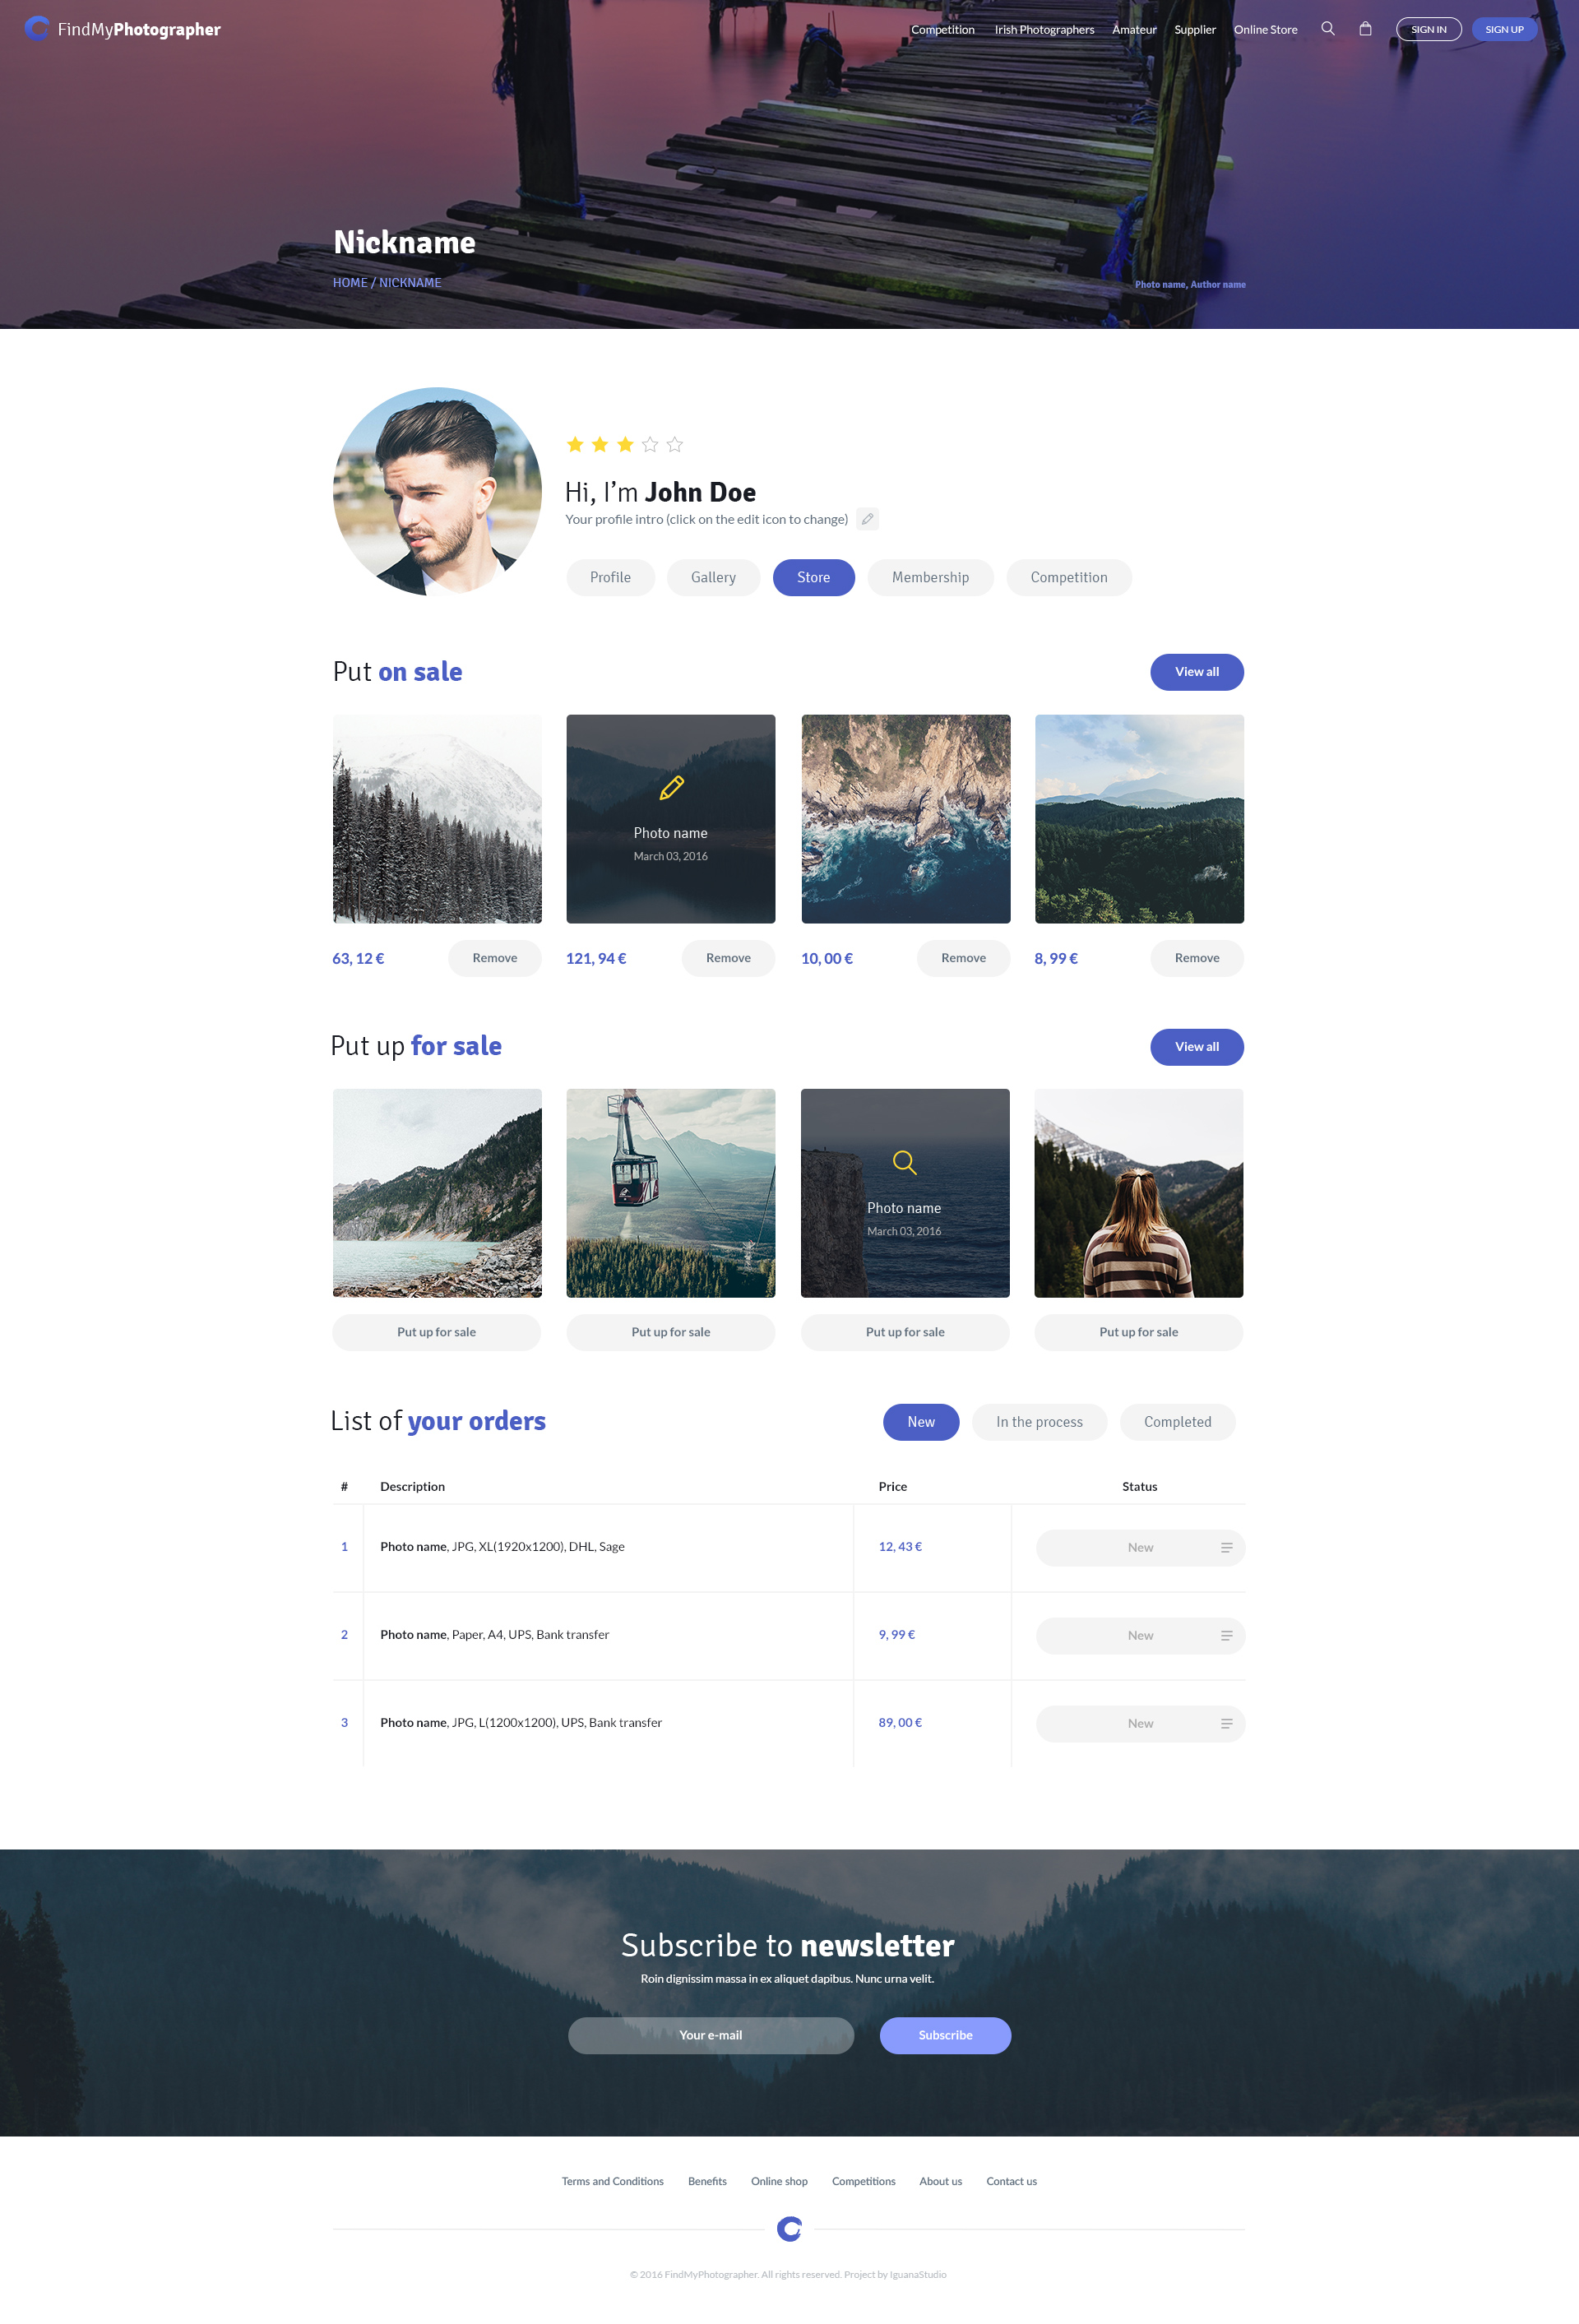 FindMyPhotographer
Competition Irish Photographers Amateur Supplier Online Store SIGN IN SIGN UP
Nickname
HOME / NICKNAME
Photo name, Author name
Hi, I’m John Doe
Your profile intro (click on the edit icon to change)
Profile Gallery Store Membership Competition
Put on sale
View all
Photo name
March 03, 2016
63, 12 € Remove 121, 94 € Remove 10, 00 € Remove 8, 99 € Remove
Put up for sale
View all
Photo name
March 03, 2016
Put up for sale Put up for sale Put up for sale Put up for sale
List of your orders
New In the process Completed
# Description Price Status
1 Photo name, JPG, XL(1920x1200), DHL, Sage 12, 43 € New
2 Photo name, Paper, A4, UPS, Bank transfer 9, 99 € New
3 Photo name, JPG, L(1200x1200), UPS, Bank transfer 89, 00 € New
Subscribe to newsletter
Roin dignissim massa in ex aliquet dapibus. Nunc urna velit.
Your e-mail Subscribe
Terms and Conditions Benefits Online shop Competitions About us Contact us
© 2016 FindMyPhotographer. All rights reserved. Project by IguanaStudio